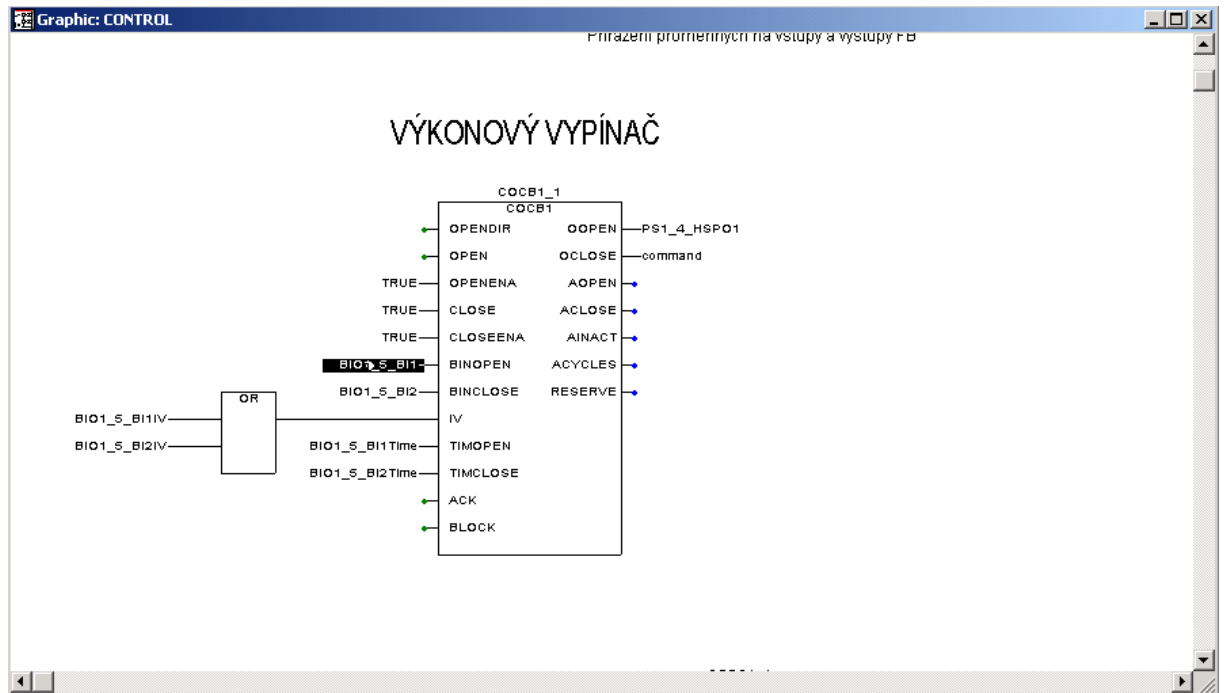 Graphic: CONTROL
Přiřazení proměnných na vstupy a výstupy FB
VÝKONOVÝ VYPÍNAČ
COCB1_1
COCB1
OPENDIR OOPEN PS1_4_HSPO1
OPEN OCLOSE command
TRUE OPENENA AOPEN
TRUE CLOSE ACLOSE
TRUE CLOSEENA AINACT
BIO1_5_BI1 BINOPEN ACYCLES
BIO1_5_BI2 BINCLOSE RESERVE
OR
BIO1_5_BI1IV IV
BIO1_5_BI2IV BIO1_5_BI1Time TIMOPEN
BIO1_5_BI2Time TIMCLOSE
ACK
BLOCK